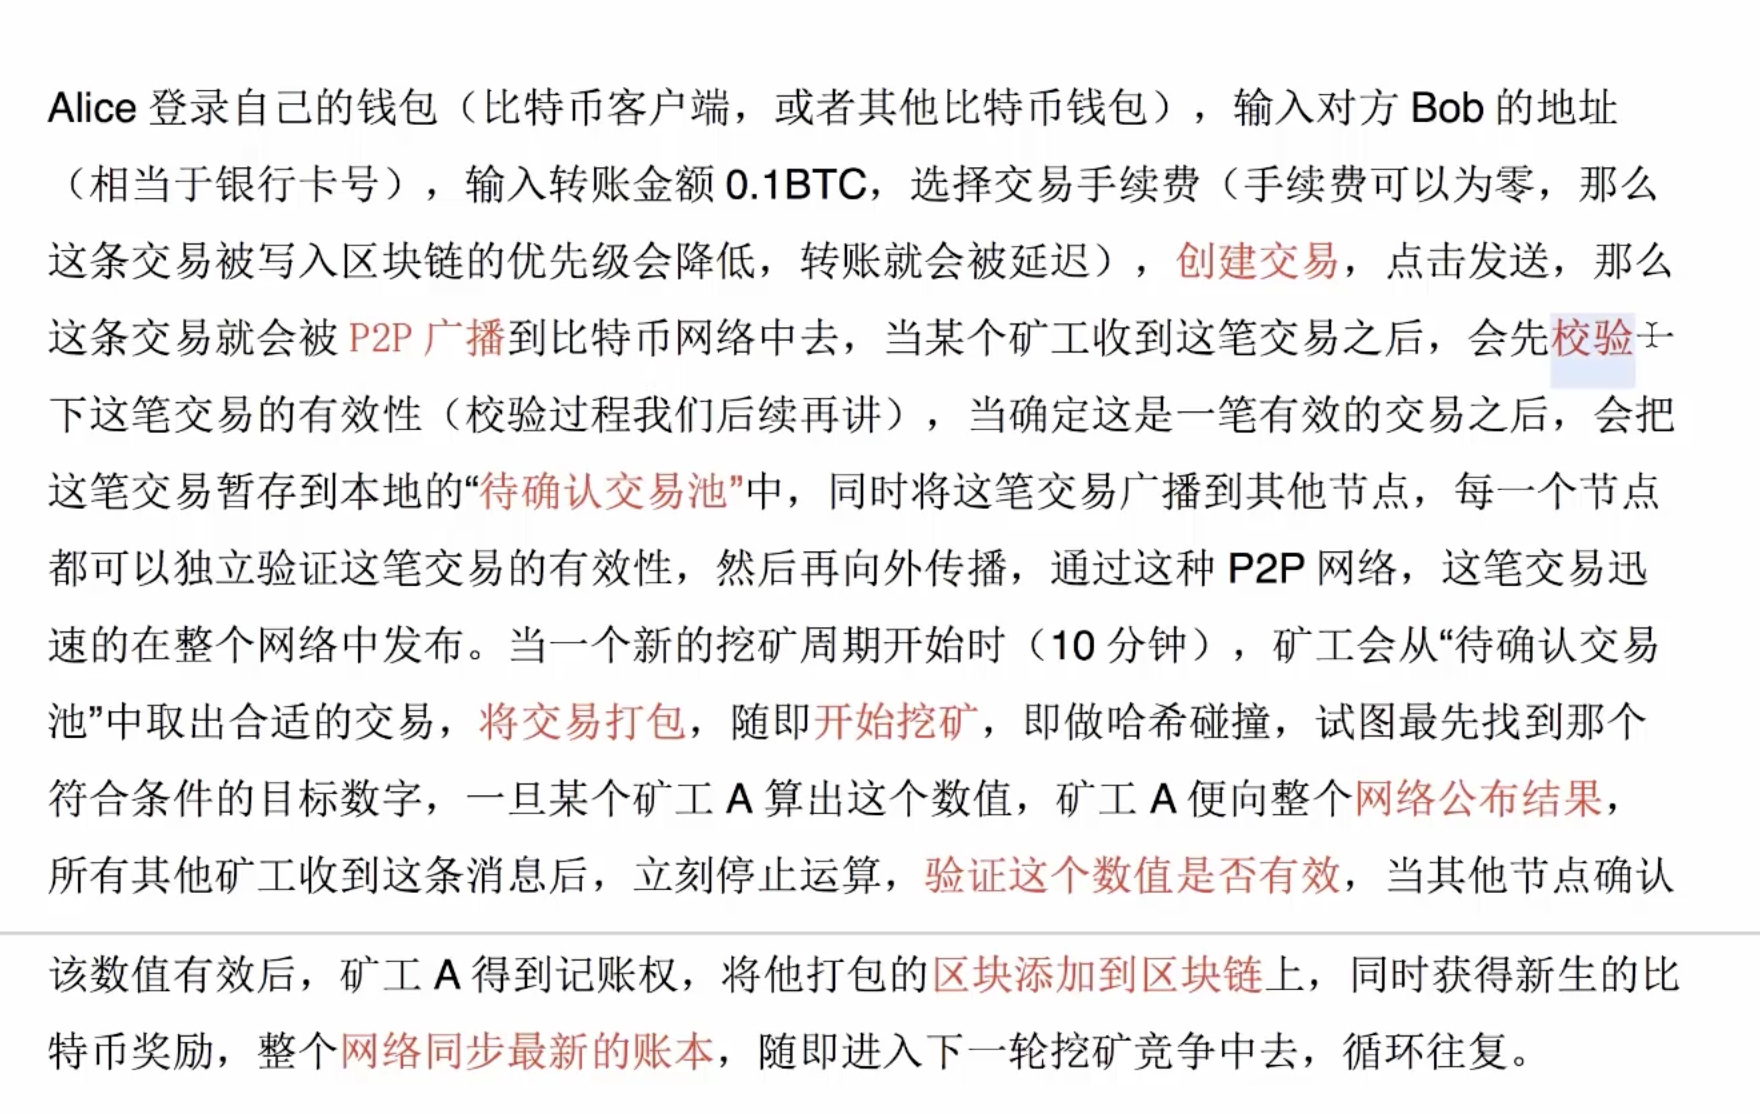 Alice 登录自己的钱包（比特币客户端，或者其他比特币钱包），输入对方 Bob 的地址
（相当于银行卡号），输入转账金额 0.1BTC，选择交易手续费（手续费可以为零，那么
这条交易被写入区块链的优先级会降低，转账就会被延迟），创建交易，点击发送，那么
这条交易就会被 P2P 广播到比特币网络中去，当某个矿工收到这笔交易之后，会先校验一
下这笔交易的有效性（校验过程我们后续再讲），当确定这是一笔有效的交易之后，会把
这笔交易暂存到本地的“待确认交易池”中，同时将这笔交易广播到其他节点，每一个节点
都可以独立验证这笔交易的有效性，然后再向外传播，通过这种 P2P 网络，这笔交易迅
速的在整个网络中发布。当一个新的挖矿周期开始时（10 分钟），矿工会从“待确认交易
池”中取出合适的交易，将交易打包，随即开始挖矿，即做哈希碰撞，试图最先找到那个
符合条件的目标数字，一旦某个矿工 A 算出这个数值，矿工 A 便向整个网络公布结果，
所有其他矿工收到这条消息后，立刻停止运算，验证这个数值是否有效，当其他节点确认
该数值有效后，矿工 A 得到记账权，将他打包的区块添加到区块链上，同时获得新生的比
特币奖励，整个网络同步最新的账本，随即进入下一轮挖矿竞争中去，循环往复。